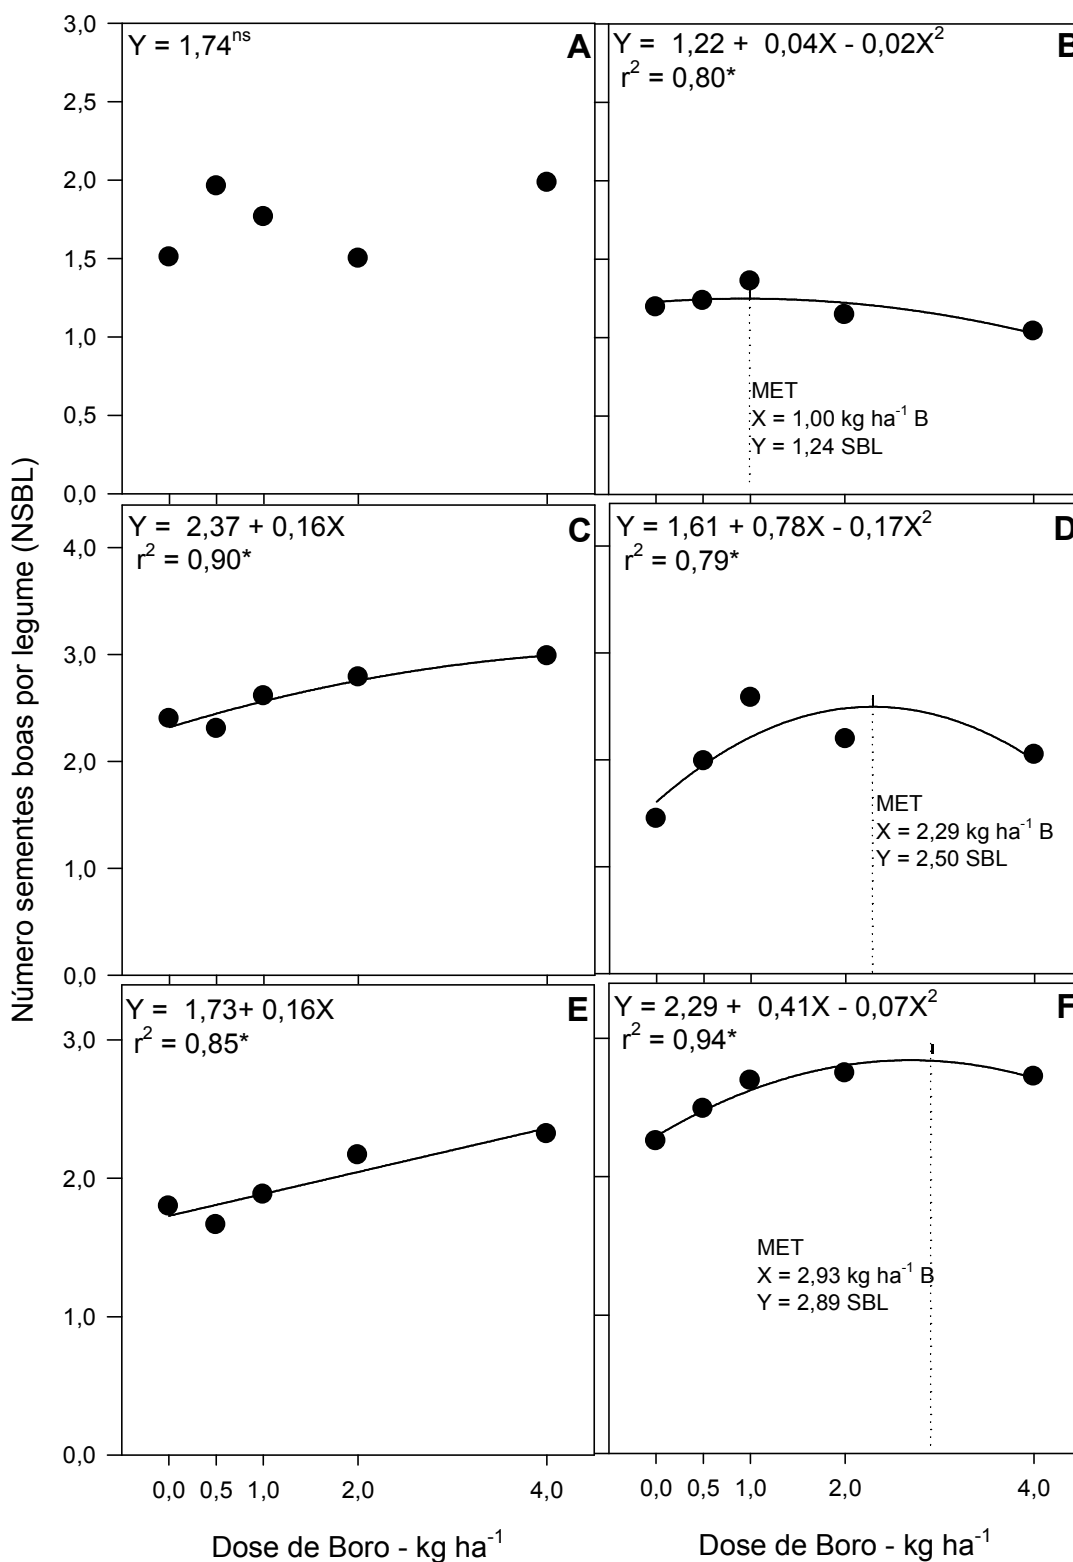 Número sementes boas por legume (NSBL)
3,0
2,5
2,0
1,5
1,0
0,5
0,0
Y = 1,74ns
A
Y = 1,22 + 0,04X - 0,02X2
B
r2 = 0,80*
MET
X = 1,00 kg ha-1 B
Y = 1,24 SBL
4,0
3,0
2,0
1,0
0,0
Y = 2,37 + 0,16X
C
r2 = 0,90*
Y = 1,61 + 0,78X - 0,17X2
D
r2 = 0,79*
MET
X = 2,29 kg ha-1 B
Y = 2,50 SBL
3,0
2,0
1,0
0,0
Y = 1,73+ 0,16X
E
r2 = 0,85*
Y = 2,29 + 0,41X - 0,07X2
F
r2 = 0,94*
MET
X = 2,93 kg ha-1 B
Y = 2,89 SBL
0,0 0,5 1,0 2,0 4,0
0,0 0,5 1,0 2,0 4,0
Dose de Boro - kg ha-1
Dose de Boro - kg ha-1